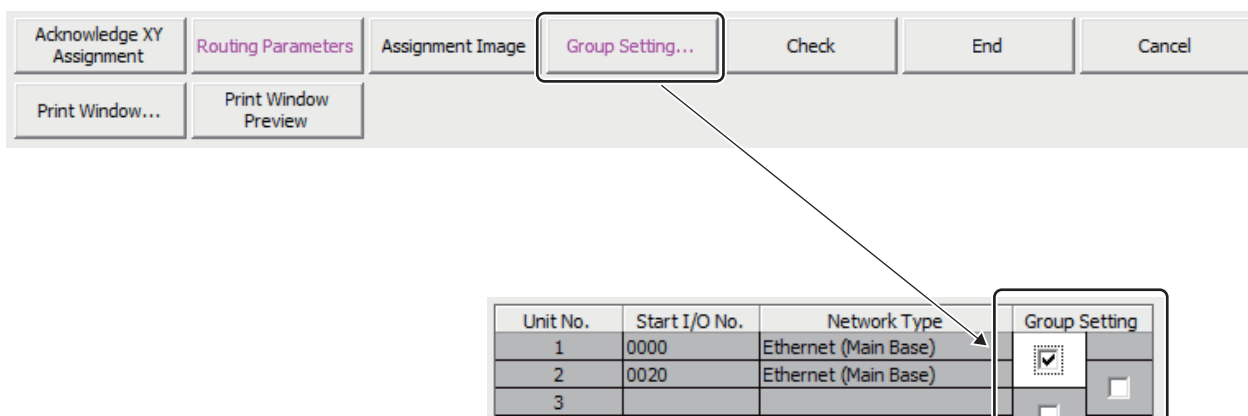 Acknowledge XY
Assignment
Routing Parameters
Assignment Image
Group Setting...
Check
End
Cancel
Print Window...
Print Window
Preview
Unit No. Start I/O No. Network Type Group Setting
1 0000 Ethernet (Main Base)
2 0020 Ethernet (Main Base)
3